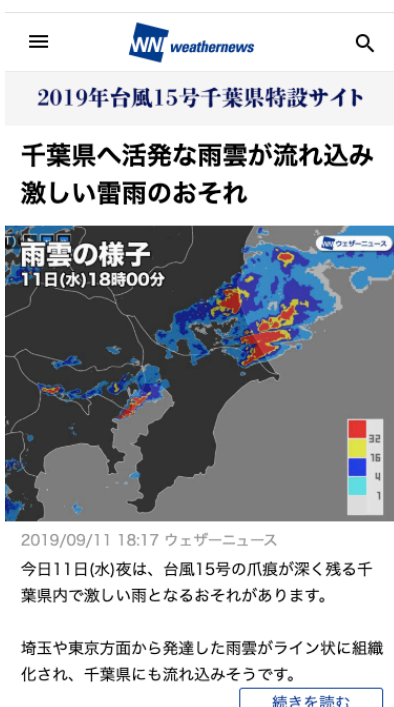 WNI weathernews
2019年台風15号千葉県特設サイト
千葉県へ活発な雨雲が流れ込み
激しい雷雨のおそれ
雨雲の様子
11日(水)18時00分
WNI ウェザーニュース
32
16
4
1
2019/09/11 18:17 ウェザーニュース
今日11日(水)夜は、台風15号の爪痕が深く残る千
葉県内で激しい雨となるおそれがあります。
埼玉や東京方面から発達した雨雲がライン状に組織
化され、千葉県にも流れ込みそうです。
続きを読む